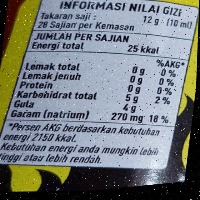 INFORMASI NILAI GIZI
Takaran saji : 12 g (10 ml)
28 Sajian per Kemasan
JUMLAH PER SAJIAN
Energi total 25 kkal
%AKG*
Lemak total 0 g 0 %
Lemak jenuh 0 g 0 %
Protein 0 g 0 %
Karbohidrat total 5 g 2 %
Gula 4 g
Garam (natrium) 270 mg 18 %
*Persen AKG berdasarkan kebutuhan
energi 2150 kkal.
Kebutuhan energi anda mungkin lebih
tinggi atau lebih rendah.